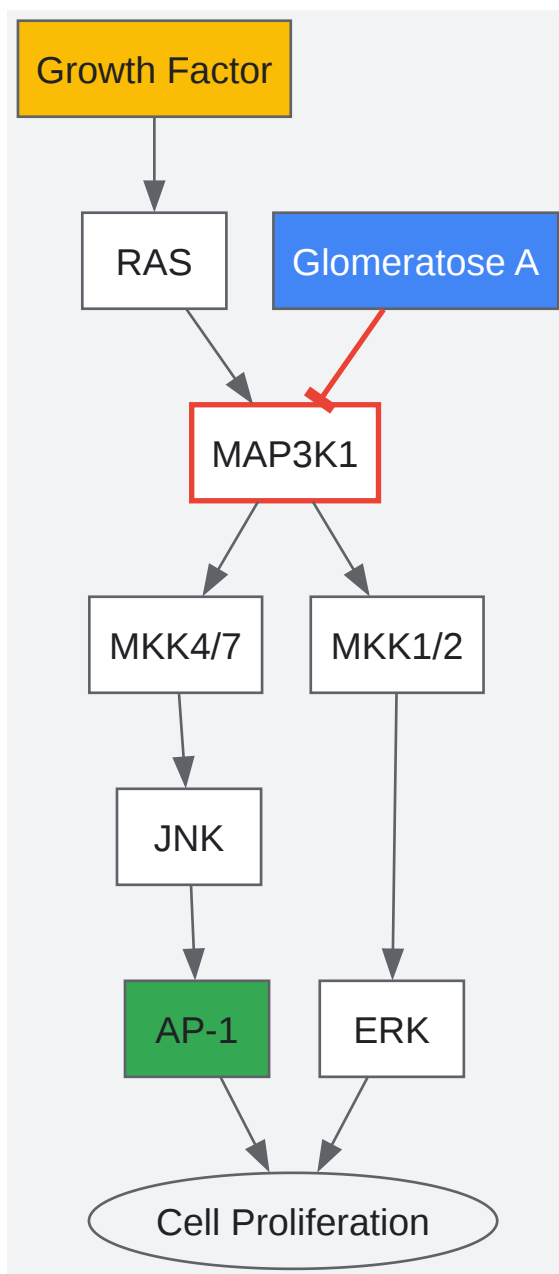 Growth Factor
RAS
Glomeratose A
MAP3K1
MKK4/7
MKK1/2
JNK
AP-1
ERK
Cell Proliferation